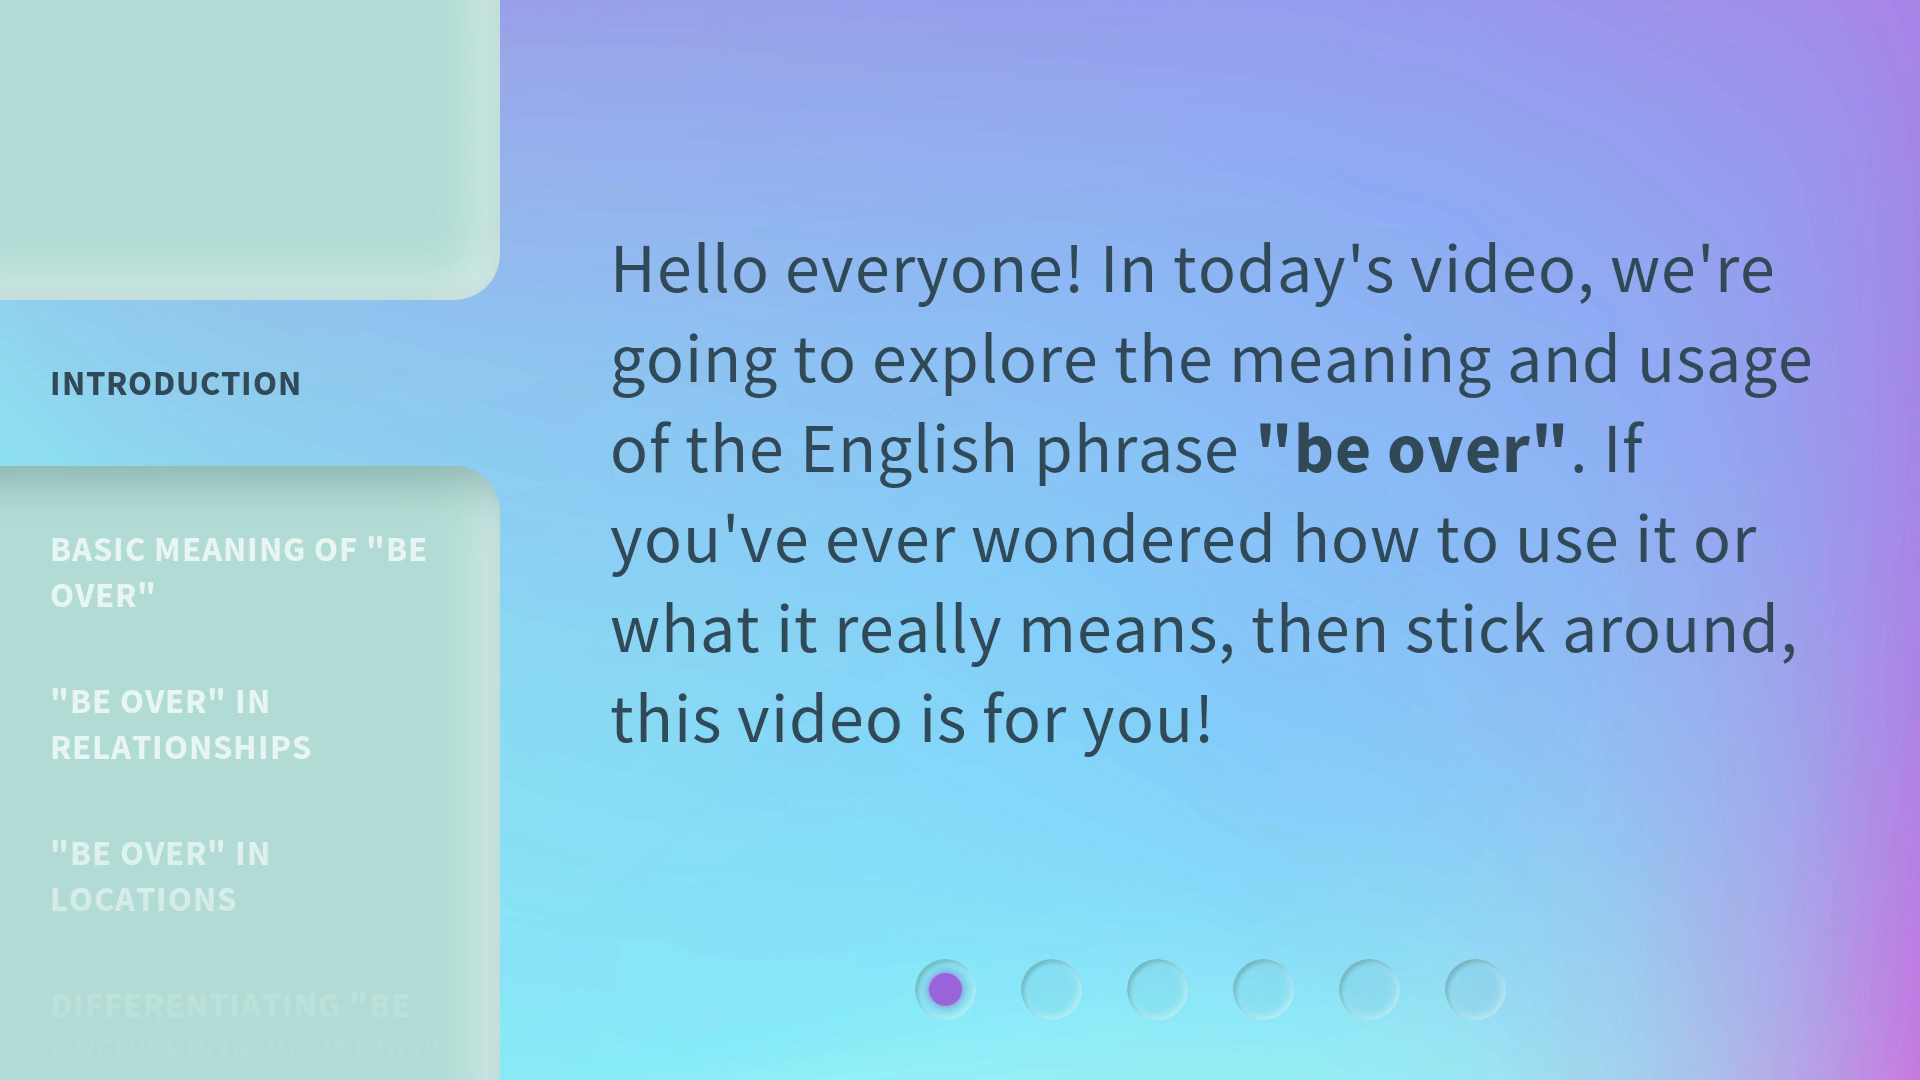 INTRODUCTION
BASIC MEANING OF "BE
OVER"
"BE OVER" IN
RELATIONSHIPS
"BE OVER" IN
LOCATIONS
DIFFERENTIATING "BE
OVER" FROM "OVERDO"
Hello everyone! In today's video, we're
going to explore the meaning and usage
of the English phrase "be over". If
you've ever wondered how to use it or
what it really means, then stick around,
this video is for you!